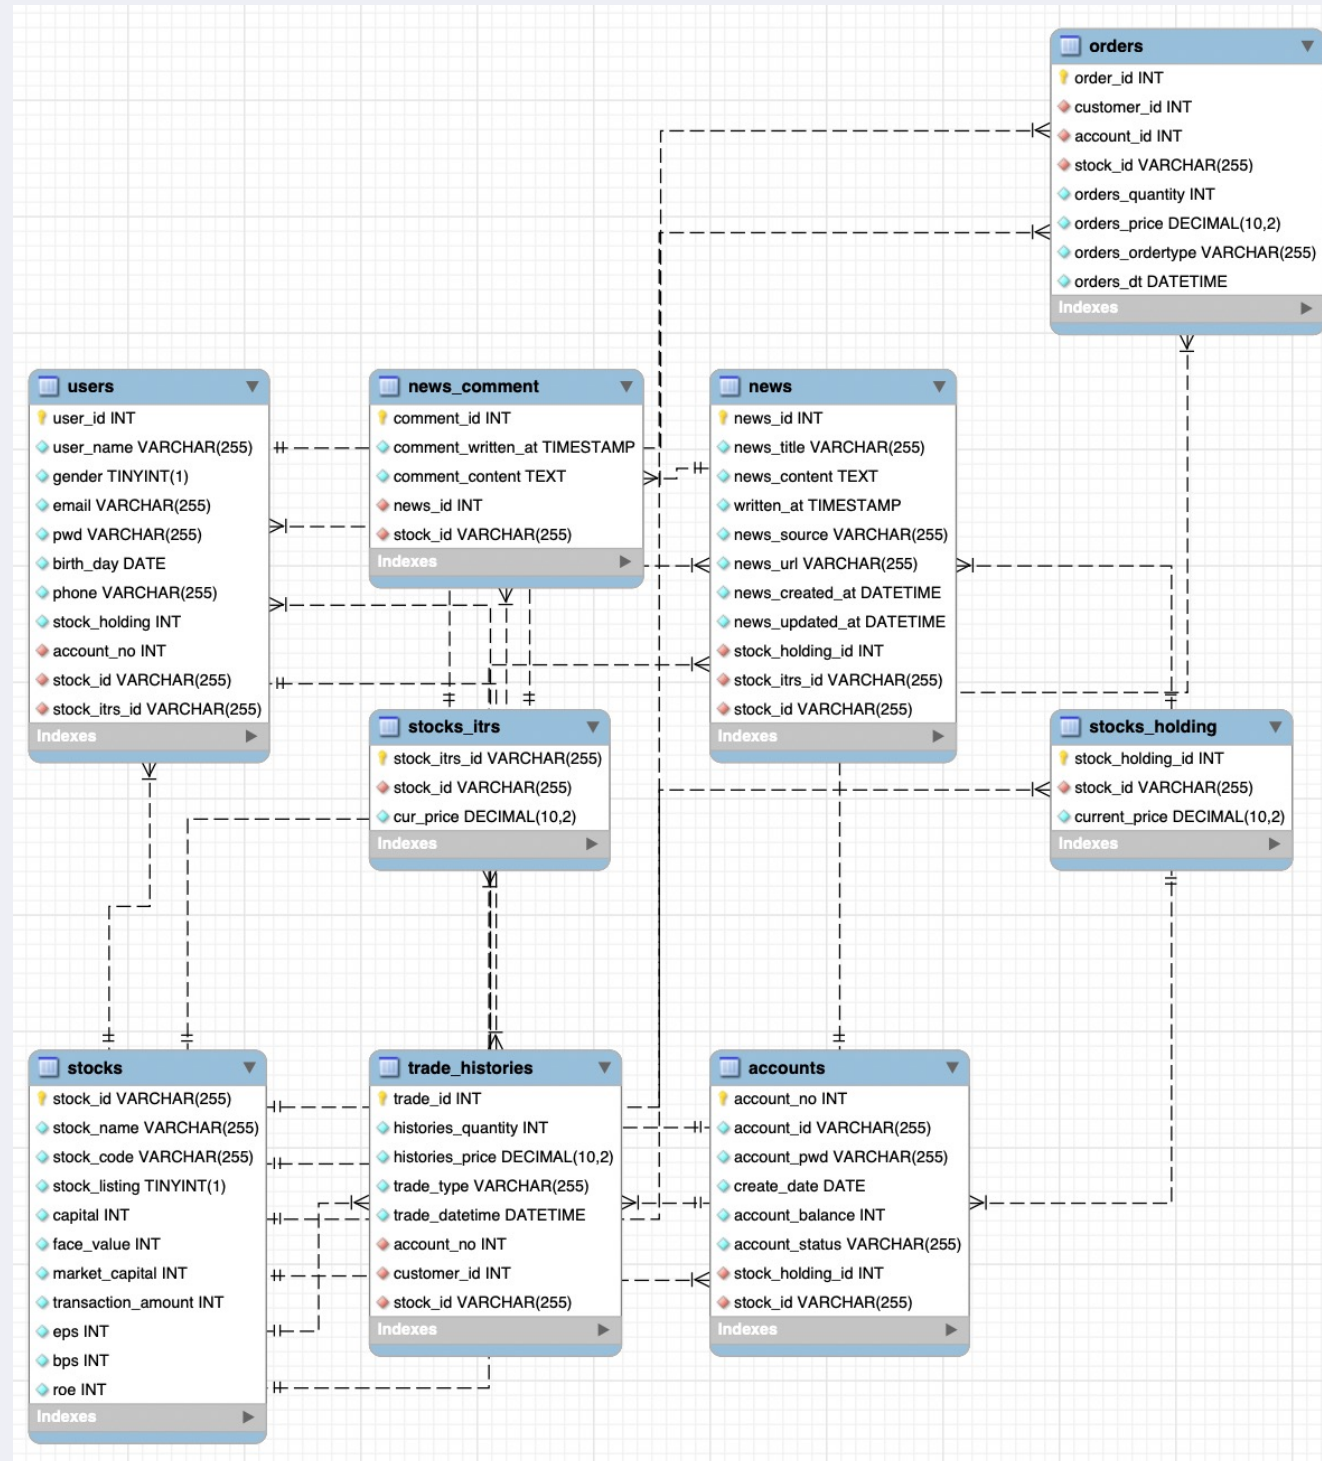 orders
order_id INT
customer_id INT
account_id INT
stock_id VARCHAR(255)
orders_quantity INT
orders_price DECIMAL(10,2)
orders_ordertype VARCHAR(255)
orders_dt DATETIME
Indexes
users
user_id INT
user_name VARCHAR(255)
gender TINYINT(1)
email VARCHAR(255)
pwd VARCHAR(255)
birth_day DATE
phone VARCHAR(255)
stock_holding INT
account_no INT
stock_id VARCHAR(255)
stock_itrs_id VARCHAR(255)
Indexes
news_comment
comment_id INT
comment_written_at TIMESTAMP
comment_content TEXT
news_id INT
stock_id VARCHAR(255)
Indexes
news
news_id INT
news_title VARCHAR(255)
news_content TEXT
written_at TIMESTAMP
news_source VARCHAR(255)
news_url VARCHAR(255)
news_created_at DATETIME
news_updated_at DATETIME
stock_holding_id INT
stock_itrs_id VARCHAR(255)
stock_id VARCHAR(255)
Indexes
stocks_itrs
stock_itrs_id VARCHAR(255)
stock_id VARCHAR(255)
cur_price DECIMAL(10,2)
Indexes
stocks_holding
stock_holding_id INT
stock_id VARCHAR(255)
current_price DECIMAL(10,2)
Indexes
stocks
stock_id VARCHAR(255)
stock_name VARCHAR(255)
stock_code VARCHAR(255)
stock_listing TINYINT(1)
capital INT
face_value INT
market_capital INT
transaction_amount INT
eps INT
bps INT
roe INT
Indexes
trade_histories
trade_id INT
histories_quantity INT
histories_price DECIMAL(10,2)
trade_type VARCHAR(255)
trade_datetime DATETIME
account_no INT
customer_id INT
stock_id VARCHAR(255)
Indexes
accounts
account_no INT
account_id VARCHAR(255)
account_pwd VARCHAR(255)
create_date DATE
account_balance INT
account_status VARCHAR(255)
stock_holding_id INT
stock_id VARCHAR(255)
Indexes